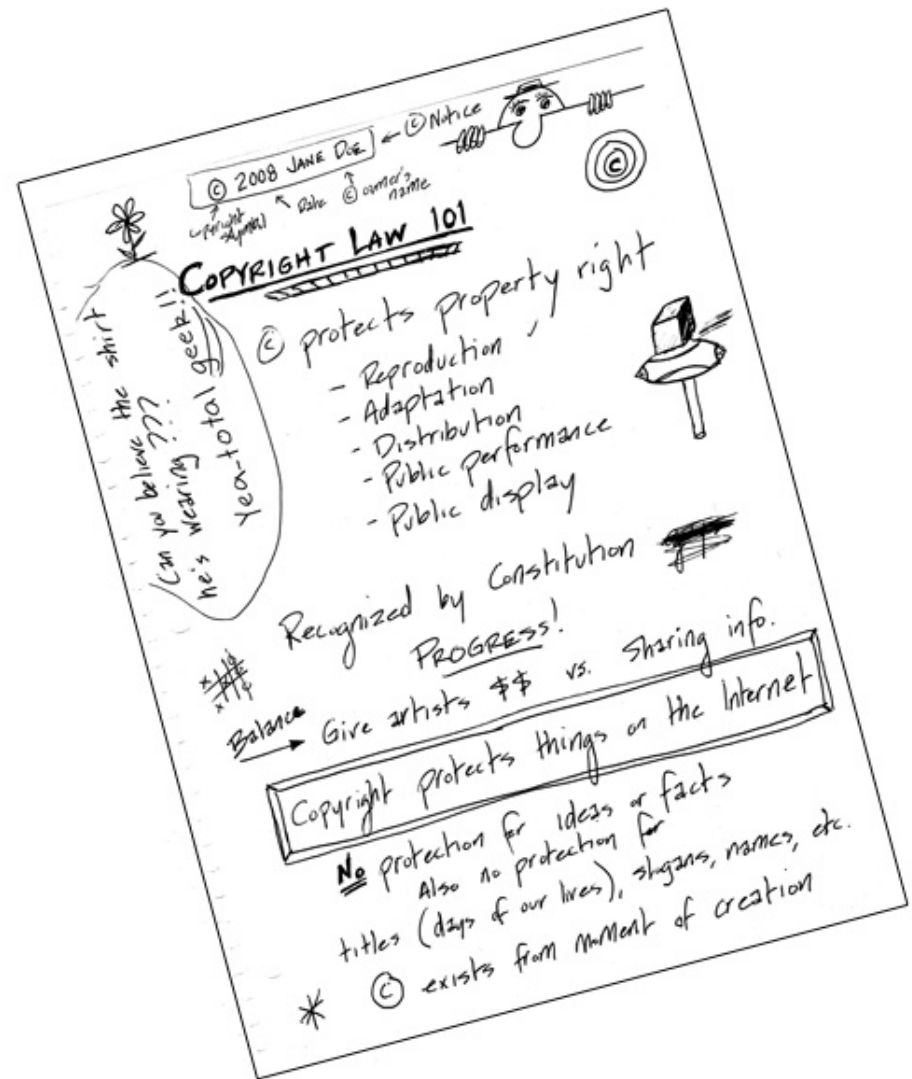 © 2008 JANE DOE
← © Notice
copyright symbol
Date
© owner's name
©
COPYRIGHT LAW 101
© protects property right
- Reproduction
- Adaptation
- Distribution
- Public performance
- Public display
Can you believe the shirt
he's wearing ???
Yea-total geek!!
Recognized by Constitution
PROGRESS!
Balance
→ Give artists $$ vs. sharing info.
Copyright protects things on the Internet
No protection for ideas or facts
Also no protection for
titles (days of our lives), slogans, names, etc.
* © exists from moment of creation